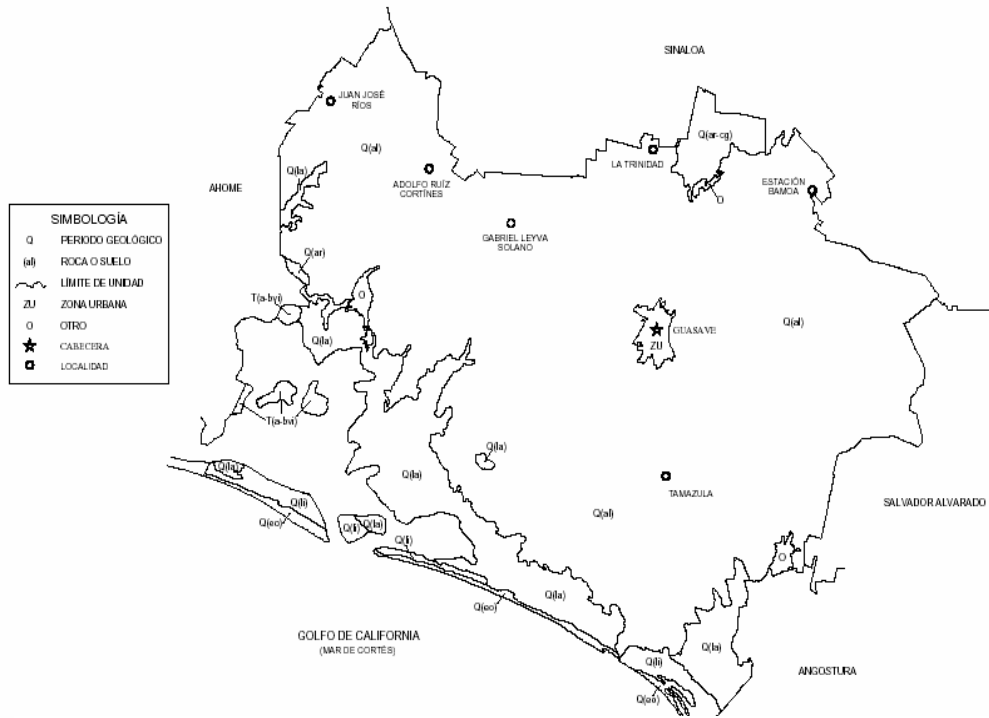 SINALOA
JUAN JOSÉ
RÍOS
Q(al)
Q(ar-cg)
LA TRINIDAD
Q(la)
ADOLFO RUÍZ
CORTÍNES
AHOME
ESTACIÓN
BAMOA
O
GABRIEL LEYVA
SOLANO
SIMBOLOGÍA
Q PERIODO GEOLÓGICO
(al) ROCA O SUELO
LÍMITE DE UNIDAD
ZU ZONA URBANA
O OTRO
CABECERA
LOCALIDAD
Q(ar)
T(a-bvi)
O
Q(la)
GUASAVE
ZU
Q(al)
T(a-bvi)
Q(la)
Q(la)
Q(la)
TAMAZULA
Q(li)
Q(eo)
Q(al)
SALVADOR ALVARADO
Q(li)
Q(la)
Q(li)
O
Q(eo)
Q(la)
GOLFO DE CALIFORNIA
(MAR DE CORTÉS)
Q(la)
Q(li)
ANGOSTURA
Q(eo)